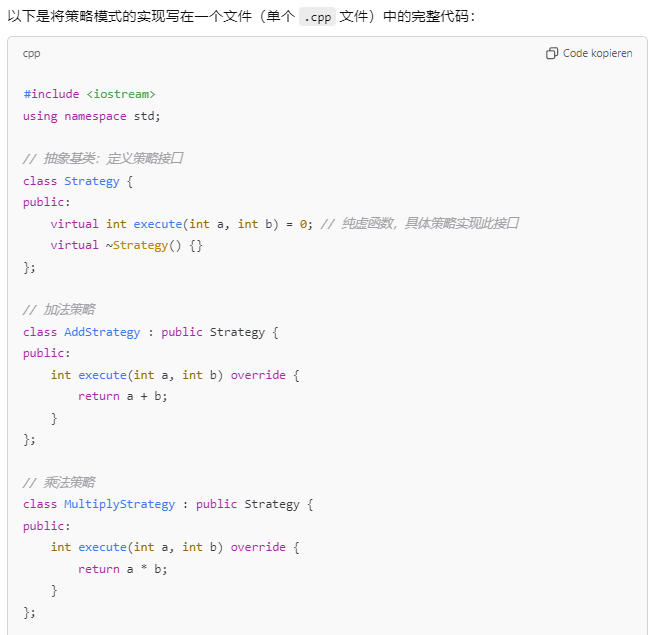 以下是将策略模式的实现写在一个文件（单个 .cpp 文件）中的完整代码：
cpp
Code kopieren
#include <iostream>
using namespace std;
// 抽象基类：定义策略接口
class Strategy {
public:
    virtual int execute(int a, int b) = 0; // 纯虚函数，具体策略实现此接口
    virtual ~Strategy() {}
};
// 加法策略
class AddStrategy : public Strategy {
public:
    int execute(int a, int b) override {
        return a + b;
    }
};
// 乘法策略
class MultiplyStrategy : public Strategy {
public:
    int execute(int a, int b) override {
        return a * b;
    }
};